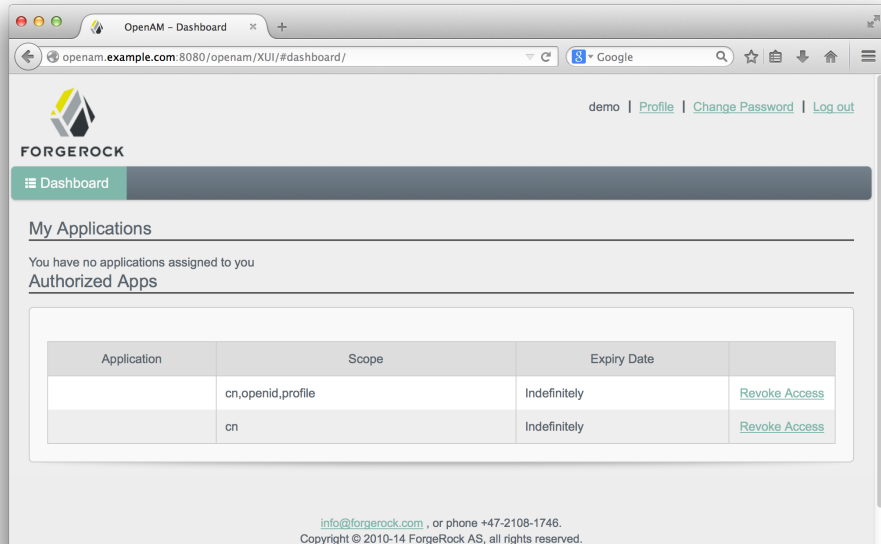 OpenAM – Dashboard
openam.example.com:8080/openam/XUI/#dashboard/
Google
FORGEROCK
demo | Profile | Change Password | Log out
Dashboard
My Applications
You have no applications assigned to you
Authorized Apps
Application Scope Expiry Date
cn,openid,profile Indefinitely Revoke Access
cn Indefinitely Revoke Access
info@forgerock.com , or phone +47-2108-1746.
Copyright © 2010-14 ForgeRock AS, all rights reserved.